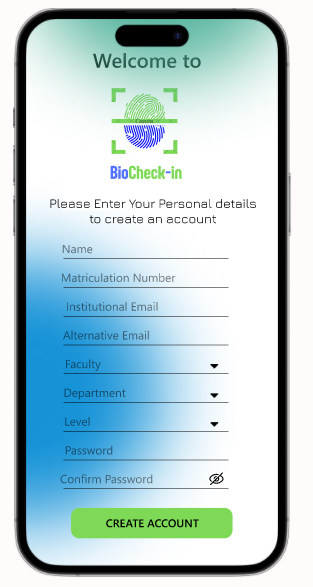 Welcome to
BioCheck-in
Please Enter Your Personal details
to create an account
Name
Matriculation Number
Institutional Email
Alternative Email
Faculty
Department
Level
Password
Confirm Password
CREATE ACCOUNT